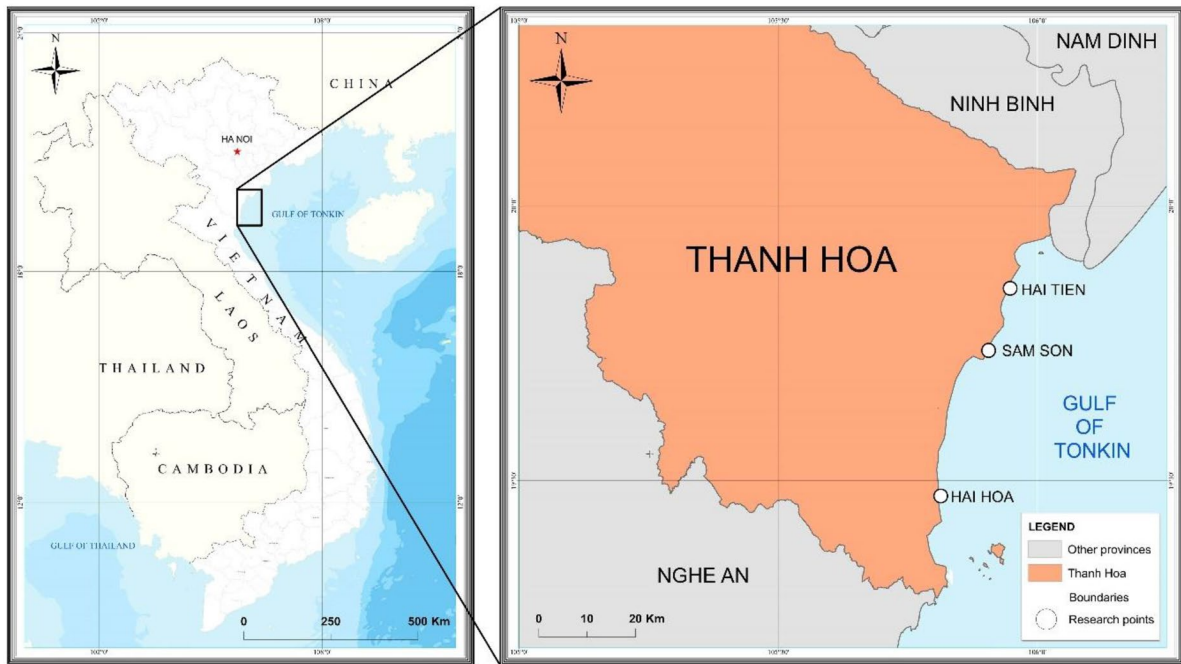 N
CHINA
HA NOI
GULF OF TONKIN
VIETNAM
LAOS
THAILAND
CAMBODIA
GULF OF THAILAND
0 250 500 Km
N
NAM DINH
NINH BINH
THANH HOA
HAI TIEN
SAM SON
GULF
OF
TONKIN
HAI HOA
NGHE AN
0 10 20 Km
LEGEND
Other provinces
Thanh Hoa
Boundaries
Research points